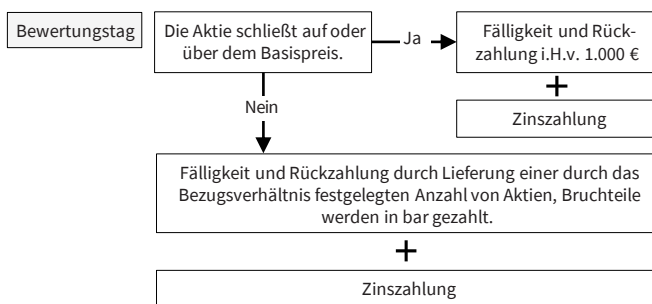 Bewertungstag
Die Aktie schließt auf oder
über dem Basispreis.
Ja
Fälligkeit und Rück-
zahlung i.H.v. 1.000 €
+
Zinszahlung
Nein
Fälligkeit und Rückzahlung durch Lieferung einer durch das
Bezugsverhältnis festgelegten Anzahl von Aktien, Bruchteile
werden in bar gezahlt.
+
Zinszahlung